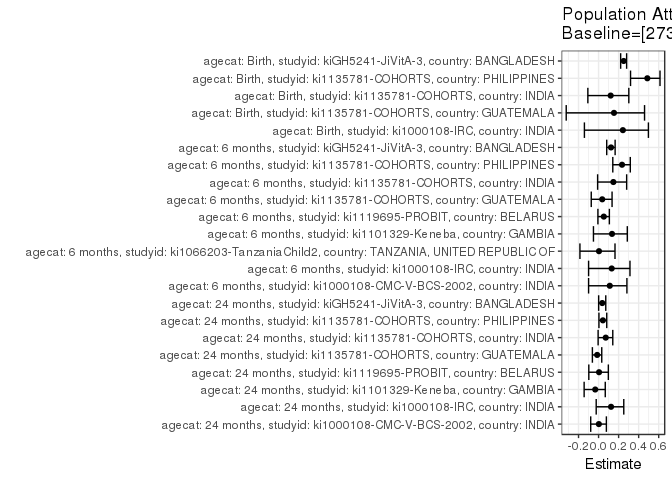 Population Att
Baseline=[273
agecat: Birth, studyid: kiGH5241-JiVitA-3, country: BANGLADESH
agecat: Birth, studyid: ki1135781-COHORTS, country: PHILIPPINES
agecat: Birth, studyid: ki1135781-COHORTS, country: INDIA
agecat: Birth, studyid: ki1135781-COHORTS, country: GUATEMALA
agecat: Birth, studyid: ki1000108-IRC, country: INDIA
agecat: 6 months, studyid: kiGH5241-JiVitA-3, country: BANGLADESH
agecat: 6 months, studyid: ki1135781-COHORTS, country: PHILIPPINES
agecat: 6 months, studyid: ki1135781-COHORTS, country: INDIA
agecat: 6 months, studyid: ki1135781-COHORTS, country: GUATEMALA
agecat: 6 months, studyid: ki1119695-PROBIT, country: BELARUS
agecat: 6 months, studyid: ki1101329-Keneba, country: GAMBIA
agecat: 6 months, studyid: ki1066203-TanzaniaChild2, country: TANZANIA, UNITED REPUBLIC OF
agecat: 6 months, studyid: ki1000108-IRC, country: INDIA
agecat: 6 months, studyid: ki1000108-CMC-V-BCS-2002, country: INDIA
agecat: 24 months, studyid: kiGH5241-JiVitA-3, country: BANGLADESH
agecat: 24 months, studyid: ki1135781-COHORTS, country: PHILIPPINES
agecat: 24 months, studyid: ki1135781-COHORTS, country: INDIA
agecat: 24 months, studyid: ki1135781-COHORTS, country: GUATEMALA
agecat: 24 months, studyid: ki1119695-PROBIT, country: BELARUS
agecat: 24 months, studyid: ki1101329-Keneba, country: GAMBIA
agecat: 24 months, studyid: ki1000108-IRC, country: INDIA
agecat: 24 months, studyid: ki1000108-CMC-V-BCS-2002, country: INDIA
-0.2 0.0 0.2 0.4 0.6
Estimate